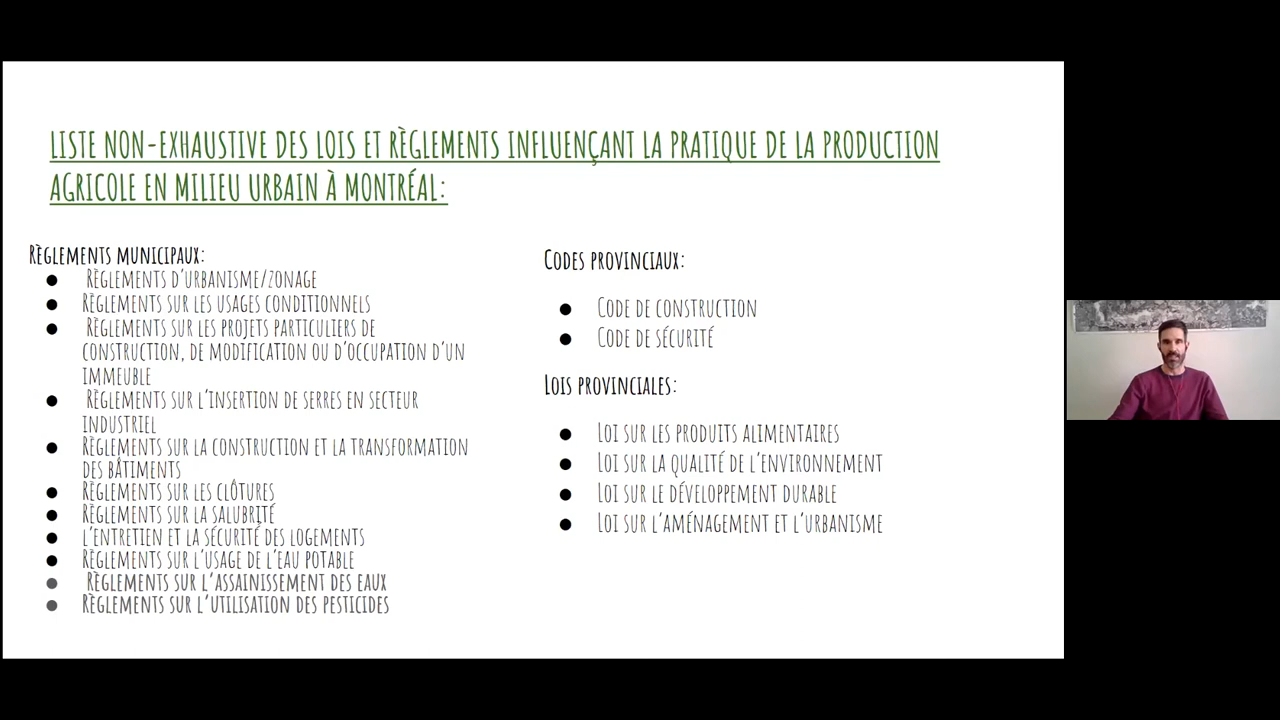 LISTE NON-EXHAUSTIVE DES LOIS ET RÈGLEMENTS INFLUENÇANT LA PRATIQUE DE LA PRODUCTION
AGRICOLE EN MILIEU URBAIN À MONTRÉAL:
RÈGLEMENTS MUNICIPAUX:
● RÈGLEMENTS D'URBANISME/ZONAGE
● RÈGLEMENTS SUR LES USAGES CONDITIONNELS
● RÈGLEMENTS SUR LES PROJETS PARTICULIERS DE
CONSTRUCTION, DE MODIFICATION OU D'OCCUPATION D'UN
IMMEUBLE
● RÈGLEMENTS SUR L'INSERTION DE SERRES EN SECTEUR
INDUSTRIEL
● RÈGLEMENTS SUR LA CONSTRUCTION ET LA TRANSFORMATION
DES BÂTIMENTS
● RÈGLEMENTS SUR LES CLÔTURES
● RÈGLEMENTS SUR LA SALUBRITÉ
● L'ENTRETIEN ET LA SÉCURITÉ DES LOGEMENTS
● RÈGLEMENTS SUR L'USAGE DE L'EAU POTABLE
● RÈGLEMENTS SUR L'ASSAINISSEMENT DES EAUX
● RÈGLEMENTS SUR L'UTILISATION DES PESTICIDES
CODES PROVINCIAUX:
● CODE DE CONSTRUCTION
● CODE DE SÉCURITÉ
LOIS PROVINCIALES:
● LOI SUR LES PRODUITS ALIMENTAIRES
● LOI SUR LA QUALITÉ DE L'ENVIRONNEMENT
● LOI SUR LE DÉVELOPPEMENT DURABLE
● LOI SUR L'AMÉNAGEMENT ET L'URBANISME